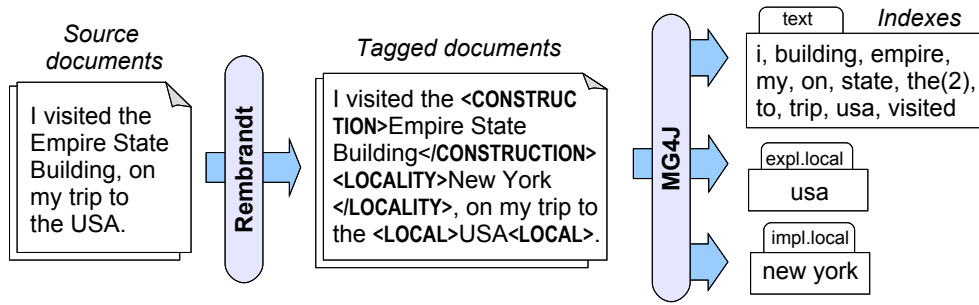 Source
documents
I visited the
Empire State
Building, on
my trip to
the USA.
Rembrandt
Tagged documents
I visited the <CONSTRUC
TION>Empire State
Building</CONSTRUCTION>
<LOCALITY>New York
</LOCALITY>, on my trip to
the <LOCAL>USA<LOCAL>.
MG4J
Indexes
text
i, building, empire,
my, on, state, the(2),
to, trip, usa, visited
expl.local
usa
impl.local
new york